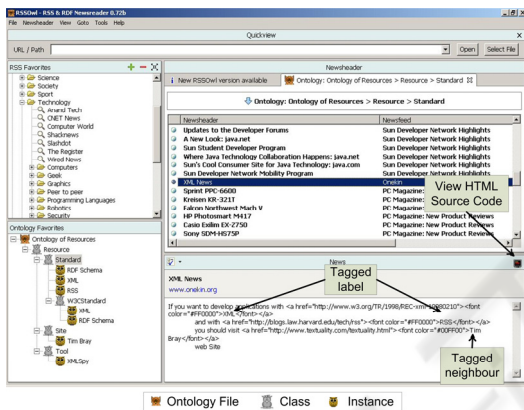 RSSOwl - RSS & RDF Newsreader 0.72b
File Newsheader View Goto Tools Help
Quickview
URL / Path
Open
Select File
RSS Favorites
Science
Society
Sport
Technology
Anand Tech
CNET News
Computer World
Shacknews
Slashdot
The Register
Wired News
Computers
Geek
Graphics
Peer to peer
Programming Languages
Robotics
Security
Ontology Favorites
Ontology of Resources
Resource
Standard
RDF Schema
XML
RSS
W3CStandard
XML
RDF Schema
Site
Tim Bray
Tool
XMLSpy
Newsheader
New RSSOwl version available
Ontology: Ontology of Resources > Resource > Standard
Ontology: Ontology of Resources > Resource > Standard
Newsheader Newsfeed
Updates to the Developer Forums Sun Developer Network Highlights
A New Look: java.net Sun Developer Network Highlights
Sun Student Developer Program Sun Developer Network Highlights
Where Java Technology Collaboration Happens: java.net Sun Developer Network Highlights
Sun's Cool Consumer Site for Java Technology: java.com Sun Developer Network Highlights
Sun Developer Network Mobility Program Sun Developer Network Highlights
XML News Onekin
Sprint PPC-6600 PC Magazine: New Product Reviews
Kreisen KR-321T PC Magazine:
Falcon Northwest Mach V PC Magazine:
HP Photosmart M417 PC Magazine: New Product Reviews
Casio Exilim EX-Z750 PC Magazine: New Product Reviews
Sony SDM-HS75P PC Magazine: New Product Reviews
View HTML
Source Code
News
Tagged
label
XML News
www.onekin.org
If you want to develop applications with <a href="http://www.w3.org/TR/1998/REC-xml-19980210"><font
color="#FF0000">XML</font></a>
and with <a href="http://blogs.law.harvard.edu/tech/rss"><font color="#FF0000">RSS</font></a>
you should visit <a href="http://www.textuality.com/textuality.html"><font color="#00FF00">Tim
Bray</font></a>
web Site
Tagged
neighbour
Ontology File Class Instance